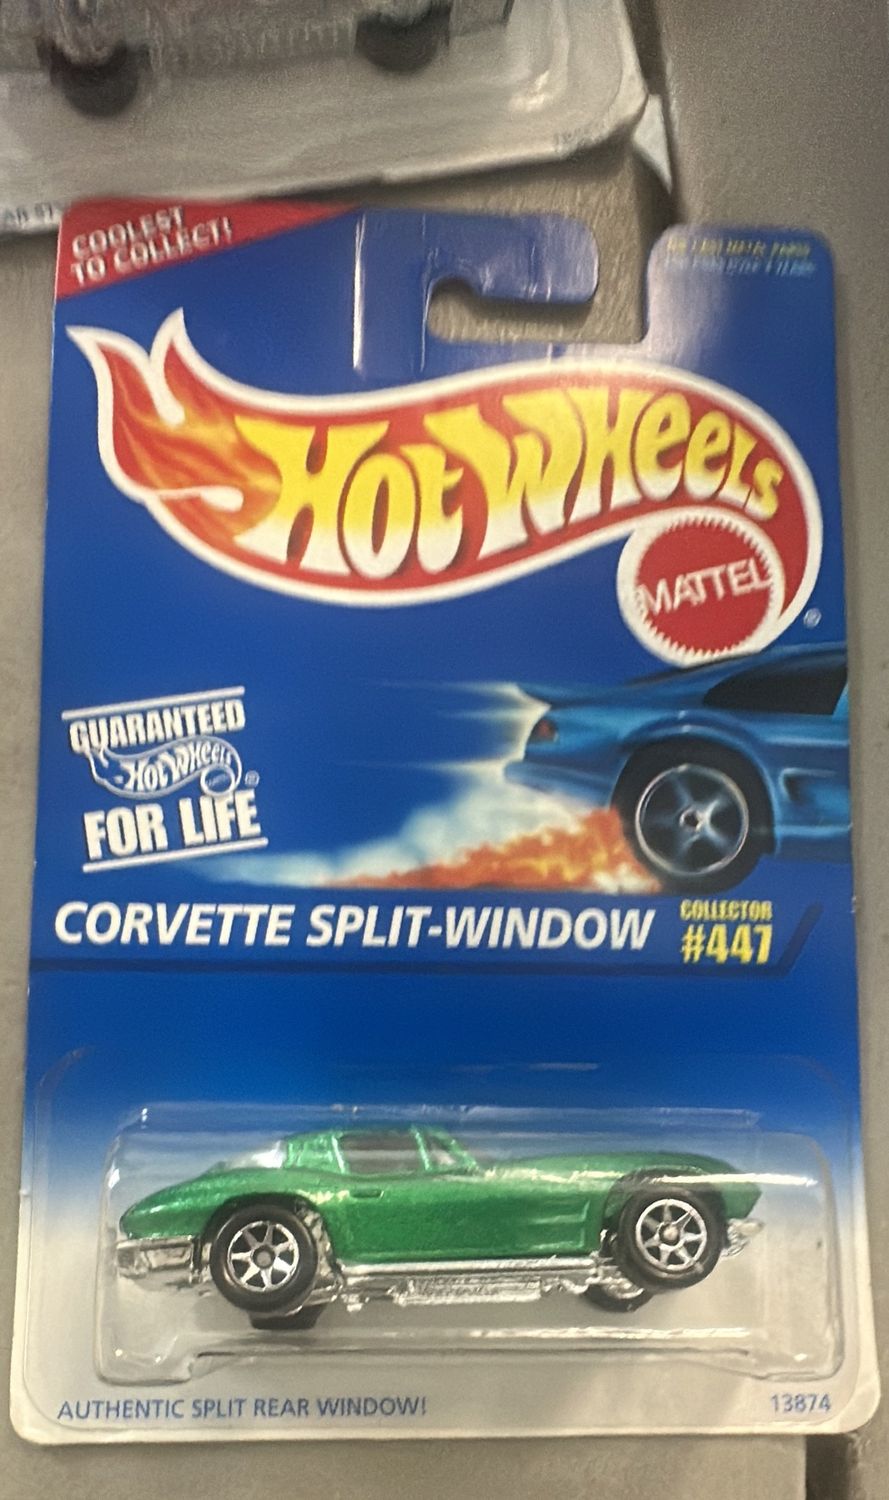 COOLEST
TO COLLECT!
HOT WHEELS
MATTEL
®
GUARANTEED
HOT WHEELS ®
FOR LIFE
CORVETTE SPLIT-WINDOW
COLLECTOR
#447
AUTHENTIC SPLIT REAR WINDOW!
13874